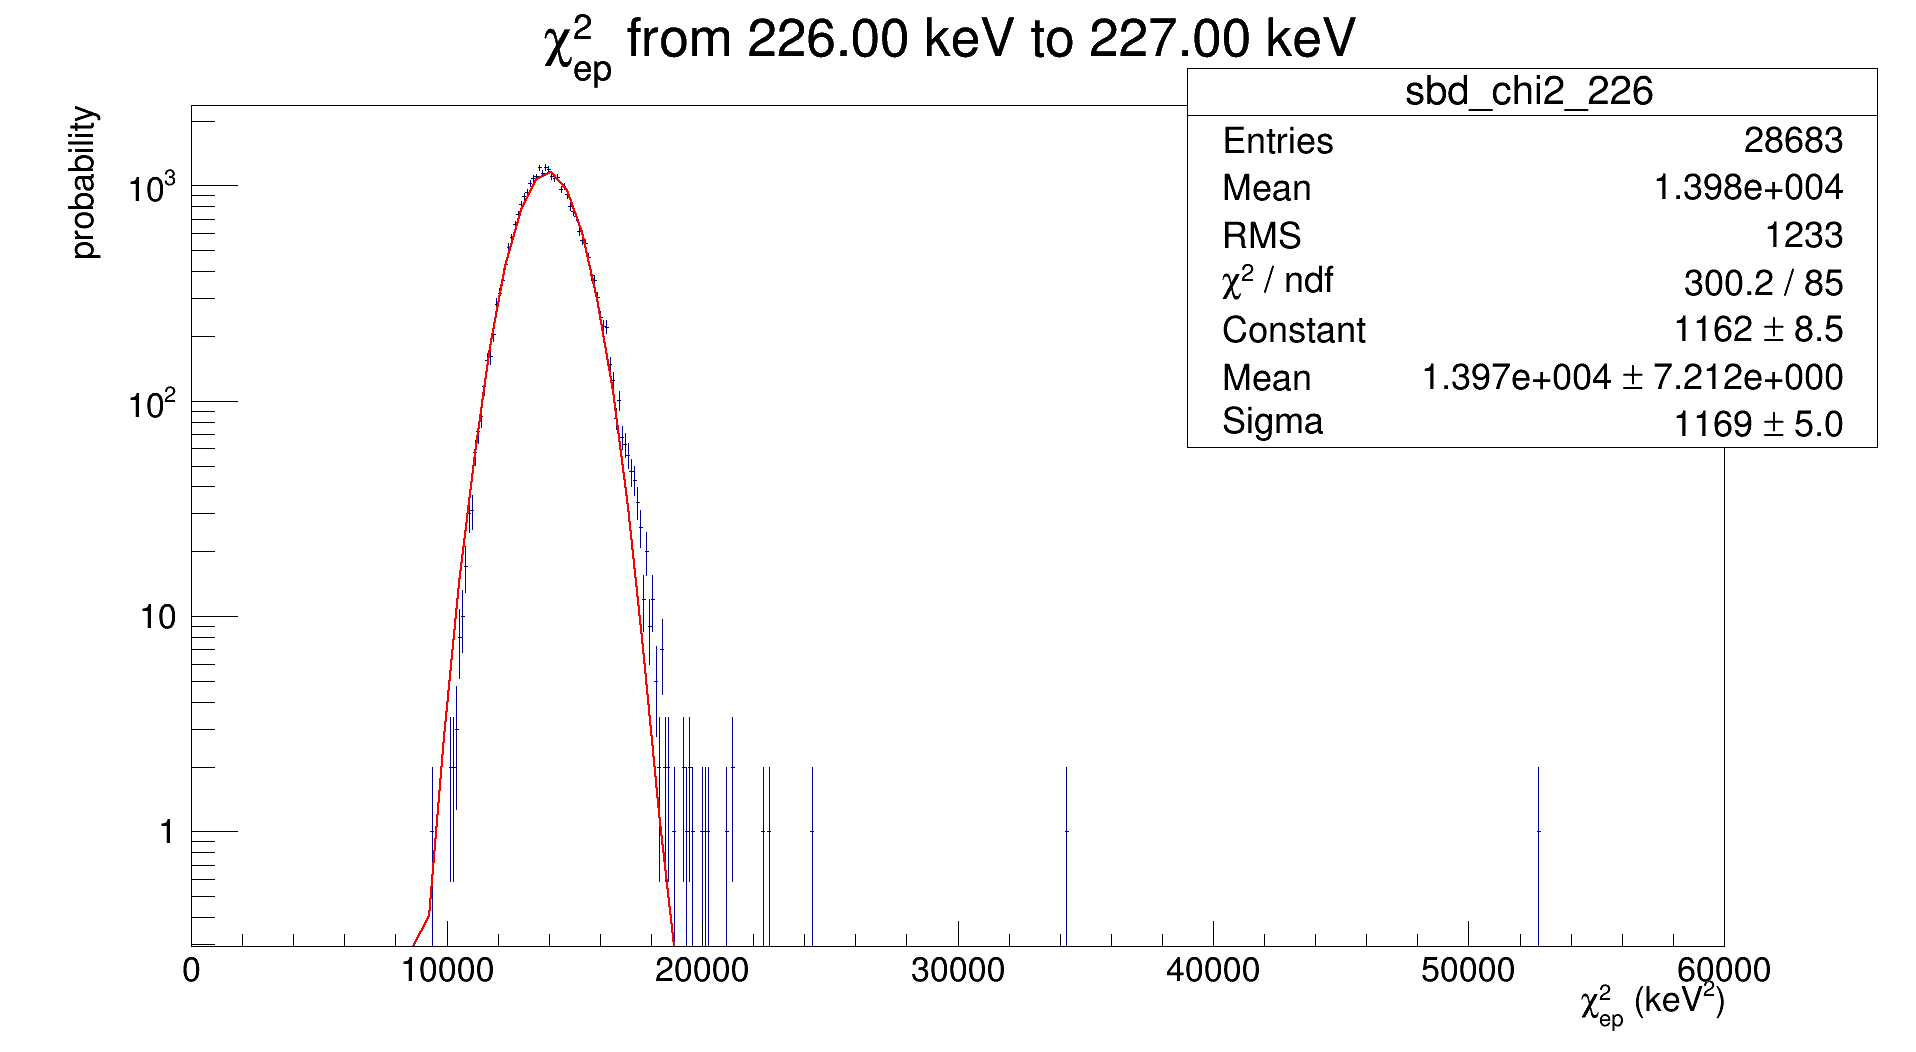 χ²ep from 226.00 keV to 227.00 keV
sbd_chi2_226
Entries 28683
Mean 1.398e+004
RMS 1233
χ² / ndf 300.2 / 85
Constant 1162 ± 8.5
Mean 1.397e+004 ± 7.212e+000
Sigma 1169 ± 5.0
probability
10³
10²
10
1
0 10000 20000 30000 40000 50000 60000
χ²ep (keV²)